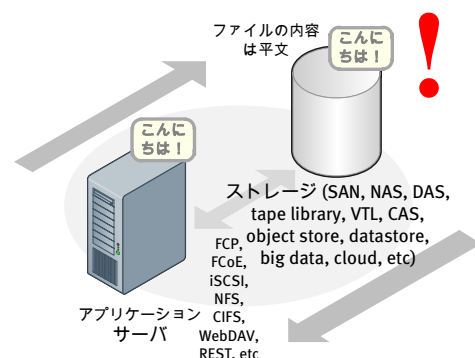 ファイルの内容
は平文
こんに
ちは！
!
こんに
ちは！
ストレージ (SAN, NAS, DAS,
tape library, VTL, CAS,
object store, datastore,
big data, cloud, etc)
FCP,
FCoE,
iSCSI,
NFS,
CIFS,
WebDAV,
REST, etc
アプリケーション
サーバ